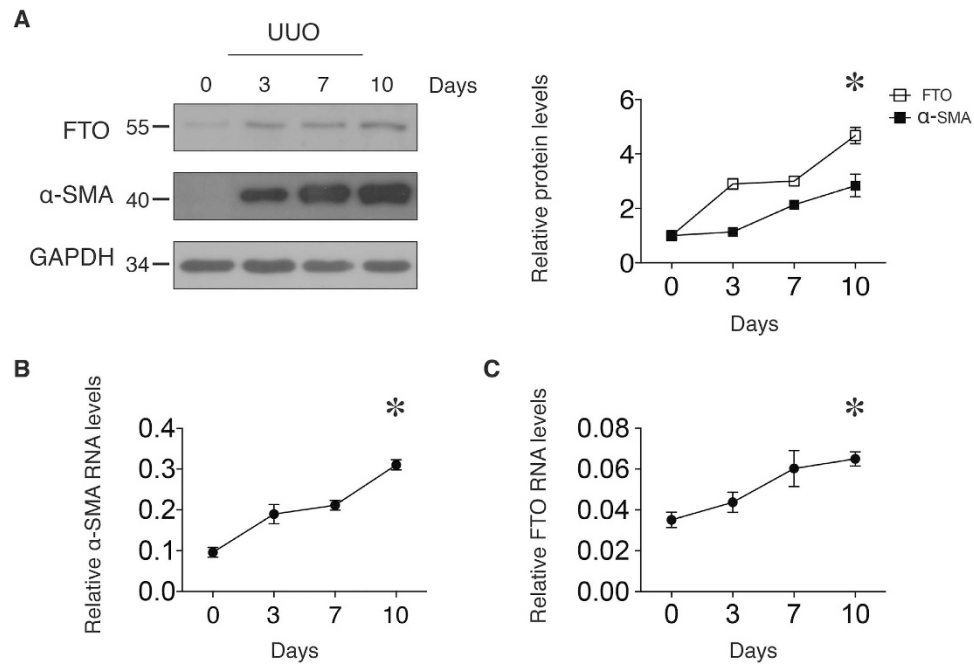 A
UUO
0 3 7 10 Days
FTO 55
α-SMA 40
GAPDH 34
Relative protein levels
6
4
2
0
0 3 7 10
Days
*
FTO
α-SMA
B
Relative α-SMA RNA levels
0.4
0.3
0.2
0.1
0.0
0 3 7 10
Days
*
C
Relative FTO RNA levels
0.08
0.06
0.04
0.02
0.00
0 3 7 10
Days
*